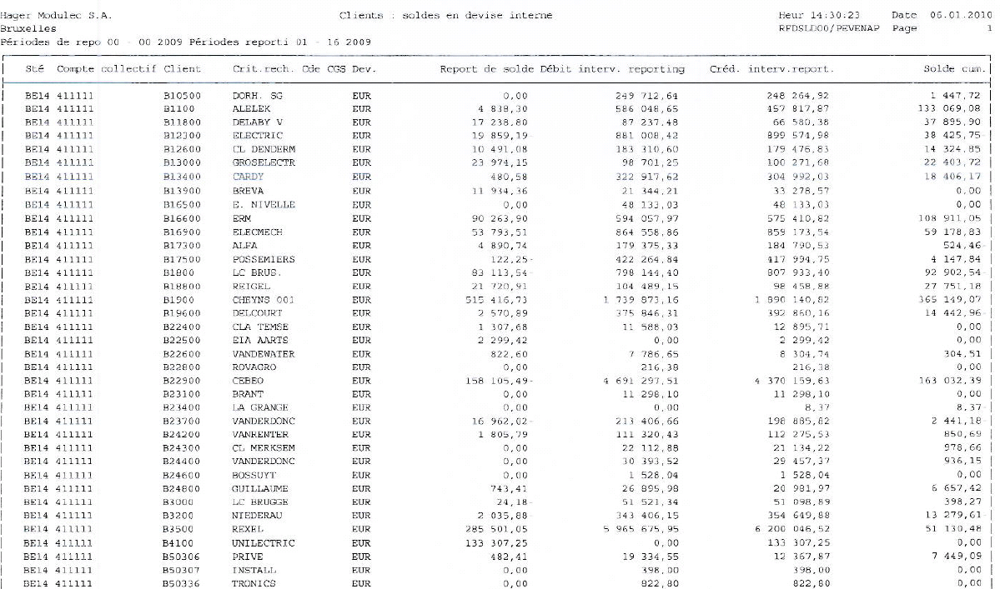 Hager Modulec S.A. Clients : soldes en devise interne Heur 14:30:23 Date 06.01.2010
Bruxelles RFDSLD00/PEVENAP Page 1
Périodes de repo 00 - 00 2009 Périodes reporti 01 - 16 2009
Sté Compte collectif Client Crit.rech. Cde CGS Dev. Report de solde Débit interv. reporting Créd. interv.report. Solde cum.
BE14 411111 B10500 DORH. SG EUR 0,00 249 712,64 248 264,92 1 447,72
BE14 411111 B1100 ALELEK EUR 4 838,30 586 048,65 457 817,87 133 069,08
BE14 411111 B11800 DELABY V EUR 17 238,80 87 237,48 66 580,38 37 895,90
BE14 411111 B12300 ELECTRIC EUR 19 859,19- 881 008,42 899 574,98 38 425,75-
BE14 411111 B12600 CL DENDERM EUR 10 491,08 183 310,60 179 476,83 14 324,85
BE14 411111 B13000 GROSELECTR EUR 23 974,15 98 701,25 100 271,68 22 403,72
BE14 411111 B13400 CARDY EUR 480,58 322 917,62 304 992,03 18 406,17
BE14 411111 B13900 BREVA EUR 11 934,36 21 344,21 33 278,57 0,00
BE14 411111 B16500 E. NIVELLE EUR 0,00 48 133,03 48 133,03 0,00
BE14 411111 B16600 ERM EUR 90 263,90 594 057,97 575 410,82 108 911,05
BE14 411111 B16900 ELECMECH EUR 53 793,51 864 558,86 859 173,54 59 178,83
BE14 411111 B17300 ALFA EUR 4 890,74 179 375,33 184 790,53 524,46-
BE14 411111 B17500 POSSEMIERS EUR 122,25- 422 264,84 417 994,75 4 147,84
BE14 411111 B1800 LC BRUS. EUR 83 113,54- 798 144,40 807 933,40 92 902,54-
BE14 411111 B18800 REIGEL EUR 21 720,91 104 489,15 98 458,88 27 751,18
BE14 411111 B1900 CHEYNS 001 EUR 515 416,73 1 739 873,16 1 890 140,82 365 149,07
BE14 411111 B19600 DELCOURT EUR 2 570,89 375 846,31 392 860,16 14 442,96-
BE14 411111 B22400 CLA TEMSE EUR 1 307,68 11 588,03 12 895,71 0,00
BE14 411111 B22500 EIA AARTS EUR 2 299,42 0,00 2 299,42 0,00
BE14 411111 B22600 VANDEWATER EUR 822,60 7 786,65 8 304,74 304,51
BE14 411111 B22800 ROVAGRO EUR 0,00 216,38 216,38 0,00
BE14 411111 B22900 CEBEO EUR 158 105,49- 4 691 297,51 4 370 159,63 163 032,39
BE14 411111 B23100 BRANT EUR 0,00 11 298,10 11 298,10 0,00
BE14 411111 B23400 LA GRANGE EUR 0,00 0,00 8,37 8,37-
BE14 411111 B23700 VANDERDONC EUR 16 962,02- 213 406,66 198 885,82 2 441,18-
BE14 411111 B24200 VANRENTER EUR 1 805,79 111 320,43 112 275,53 850,69
BE14 411111 B24300 CL MERKSEM EUR 0,00 22 112,88 21 134,22 978,66
BE14 411111 B24400 VANDERDONC EUR 0,00 30 393,52 29 457,37 936,15
BE14 411111 B24600 BOSSUYT EUR 0,00 1 528,04 1 528,04 0,00
BE14 411111 B24800 GUILLAUME EUR 743,41 26 895,98 20 981,97 6 657,42
BE14 411111 B3000 LC BRUGGE EUR 24,18- 51 521,34 51 098,89 398,27
BE14 411111 B3200 NIEDERAU EUR 2 035,88- 343 406,15 354 649,88 13 279,61-
BE14 411111 B3500 REXEL EUR 285 501,05 5 965 675,95 6 200 046,52 51 130,48
BE14 411111 B4100 UNILECTRIC EUR 133 307,25 0,00 133 307,25 0,00
BE14 411111 B50306 PRIVE EUR 482,41 19 334,55 12 367,87 7 449,09
BE14 411111 B50307 INSTALL EUR 0,00 398,00 398,00 0,00
BE14 411111 B50336 TRONICS EUR 0,00 822,80 822,80 0,00